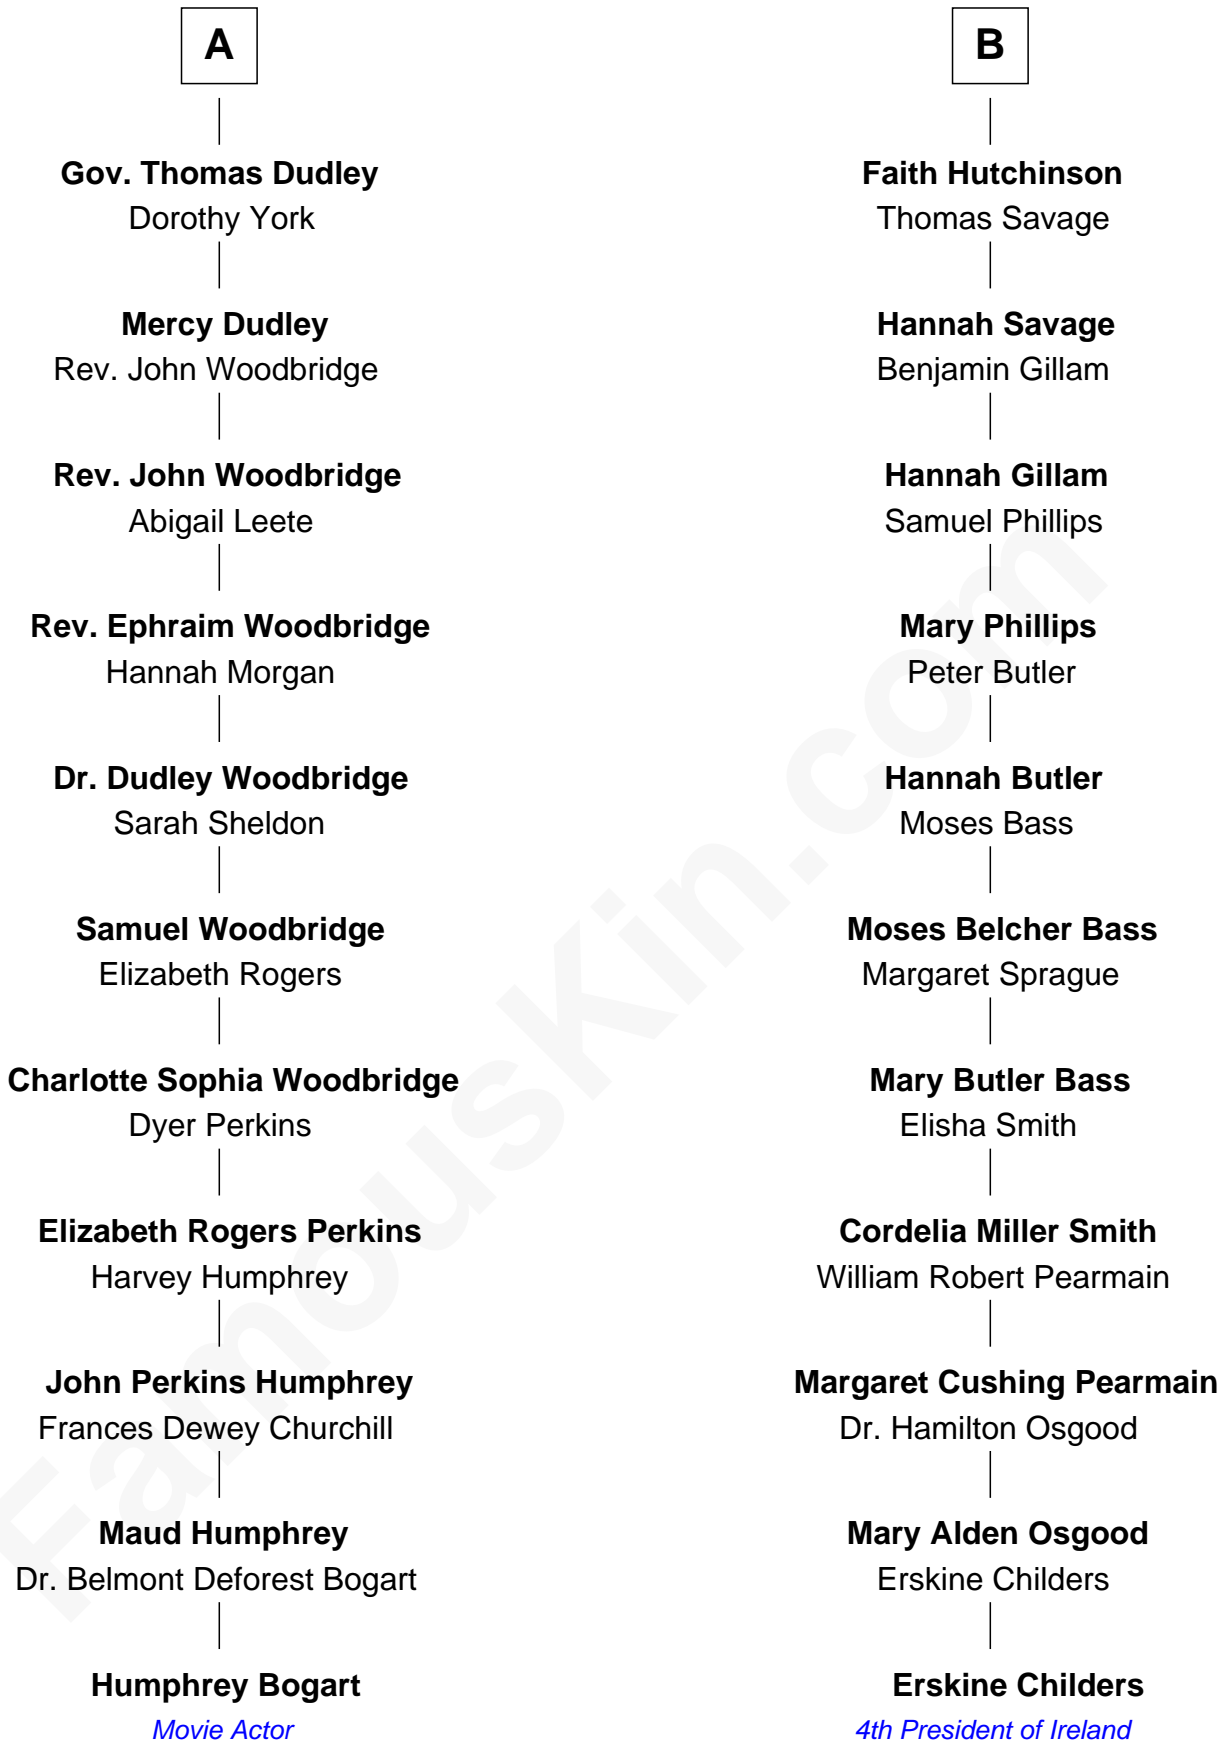 A
Gov. Thomas Dudley
Dorothy York
Mercy Dudley
Rev. John Woodbridge
Rev. John Woodbridge
Abigail Leete
Rev. Ephraim Woodbridge
Hannah Morgan
Dr. Dudley Woodbridge
Sarah Sheldon
Samuel Woodbridge
Elizabeth Rogers
Charlotte Sophia Woodbridge
Dyer Perkins
Elizabeth Rogers Perkins
Harvey Humphrey
John Perkins Humphrey
Frances Dewey Churchill
Maud Humphrey
Dr. Belmont Deforest Bogart
Humphrey Bogart
Movie Actor
B
Faith Hutchinson
Thomas Savage
Hannah Savage
Benjamin Gillam
Hannah Gillam
Samuel Phillips
Mary Phillips
Peter Butler
Hannah Butler
Moses Bass
Moses Belcher Bass
Margaret Sprague
Mary Butler Bass
Elisha Smith
Cordelia Miller Smith
William Robert Pearmain
Margaret Cushing Pearmain
Dr. Hamilton Osgood
Mary Alden Osgood
Erskine Childers
Erskine Childers
4th President of Ireland
FamousKin.com